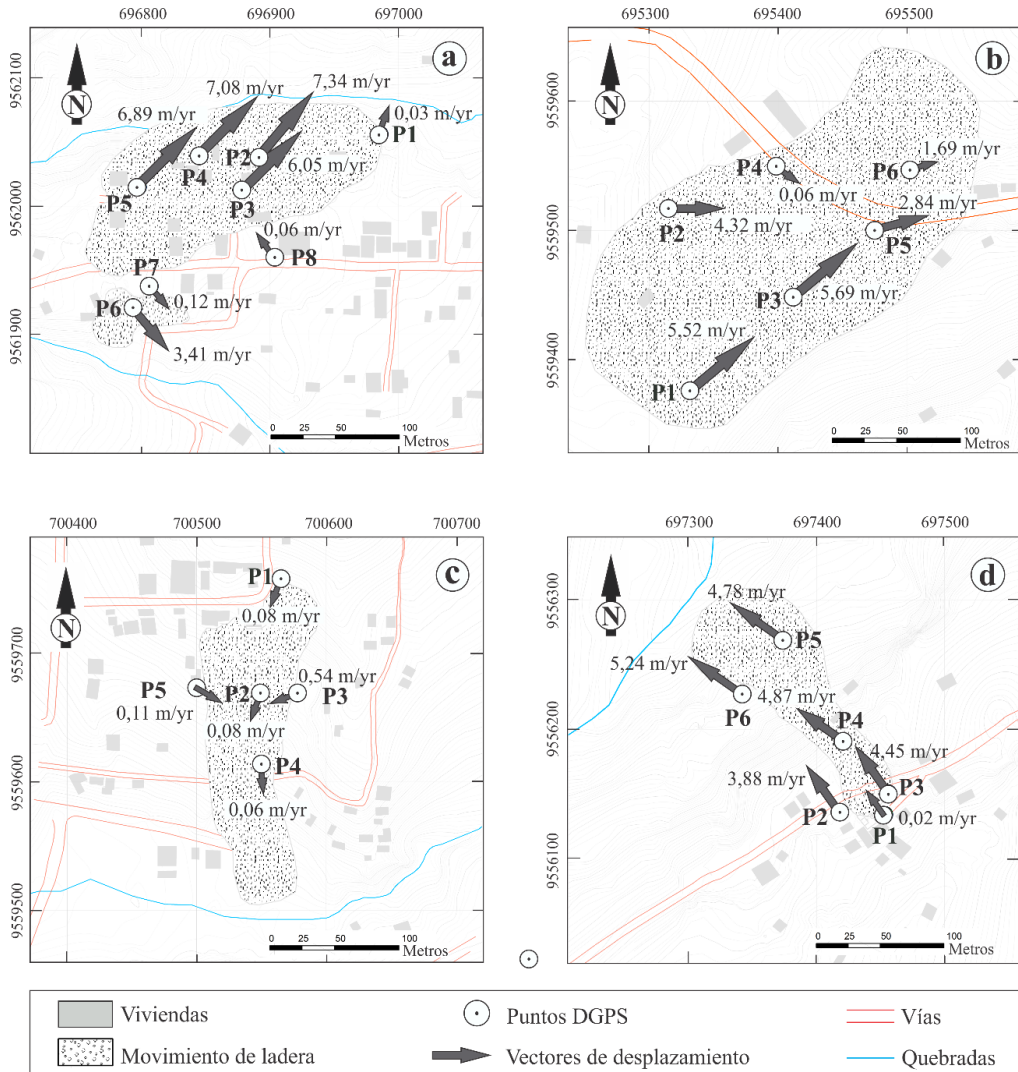 696800 696900 697000
9562100
9562000
9561900
N
a
7,08 m/yr
7,34 m/yr
6,89 m/yr
0,03 m/yr
P1
P2
P4
6,05 m/yr
P5
P3
0,06 m/yr
P8
P7
0,12 m/yr
P6
3,41 m/yr
0 25 50 100
Metros
695300 695400 695500
9559600
9559500
9559400
N
b
P4
P6
1,69 m/yr
0,06 m/yr
2,84 m/yr
P2
4,32 m/yr
P5
P3
5,69 m/yr
5,52 m/yr
P1
0 25 50 100
Metros
700400 700500 700600 700700
9559700
9559600
9559500
N
c
P1
0,08 m/yr
0,54 m/yr
P5
P2
P3
0,11 m/yr
0,08 m/yr
P4
0,06 m/yr
0 25 50 100
Metros
697300 697400 697500
9556300
9556200
9556100
N
d
4,78 m/yr
P5
5,24 m/yr
4,87 m/yr
P6
P4
4,45 m/yr
3,88 m/yr
P3
P2
0,02 m/yr
P1
0 25 50 100
Metros
Viviendas
Puntos DGPS
Vías
Movimiento de ladera
Vectores de desplazamiento
Quebradas